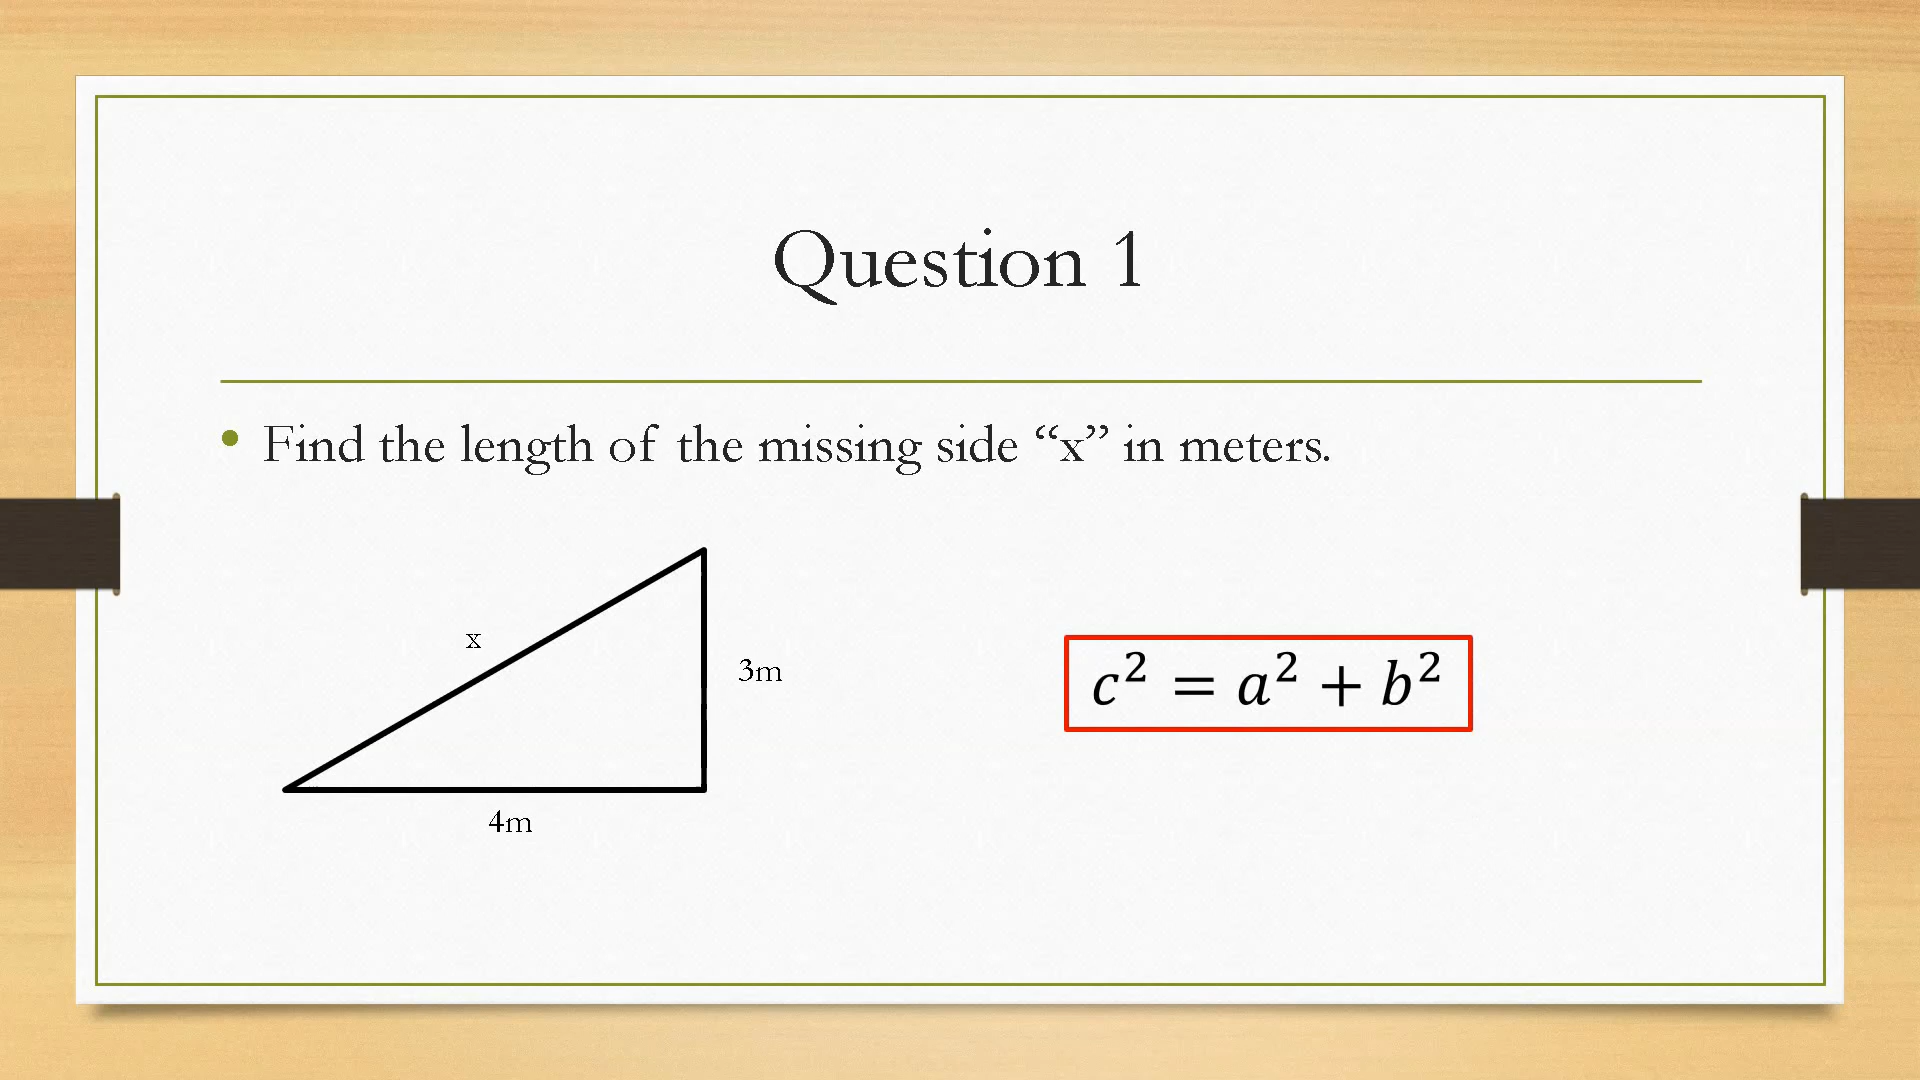 Question 1
• Find the length of the missing side “x” in meters.
x
3m
c² = a² + b²
4m